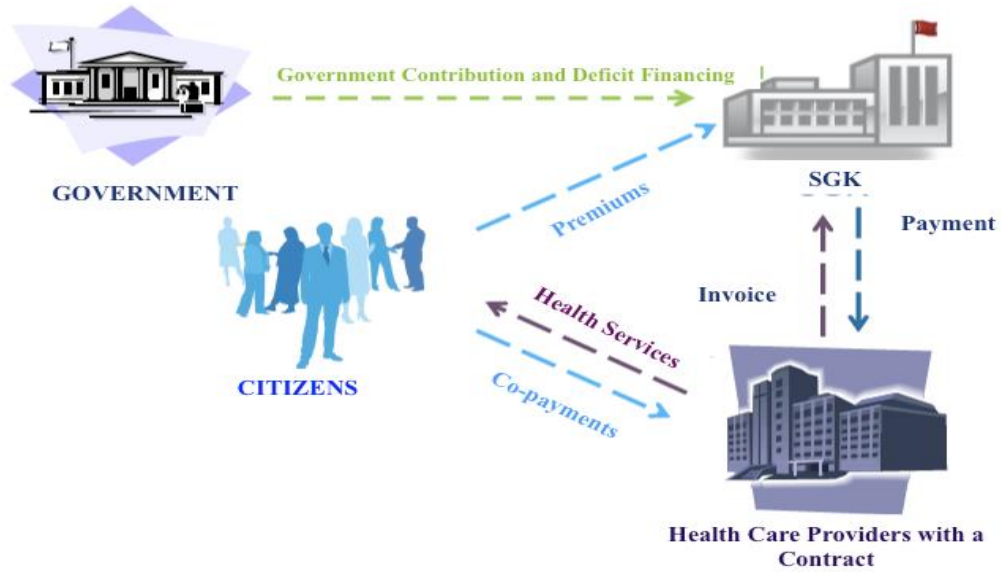 Government Contribution and Deficit Financing
GOVERNMENT
SGK
Premiums
Payment
Invoice
Health Services
CITIZENS
Co-payments
Health Care Providers with a
Contract